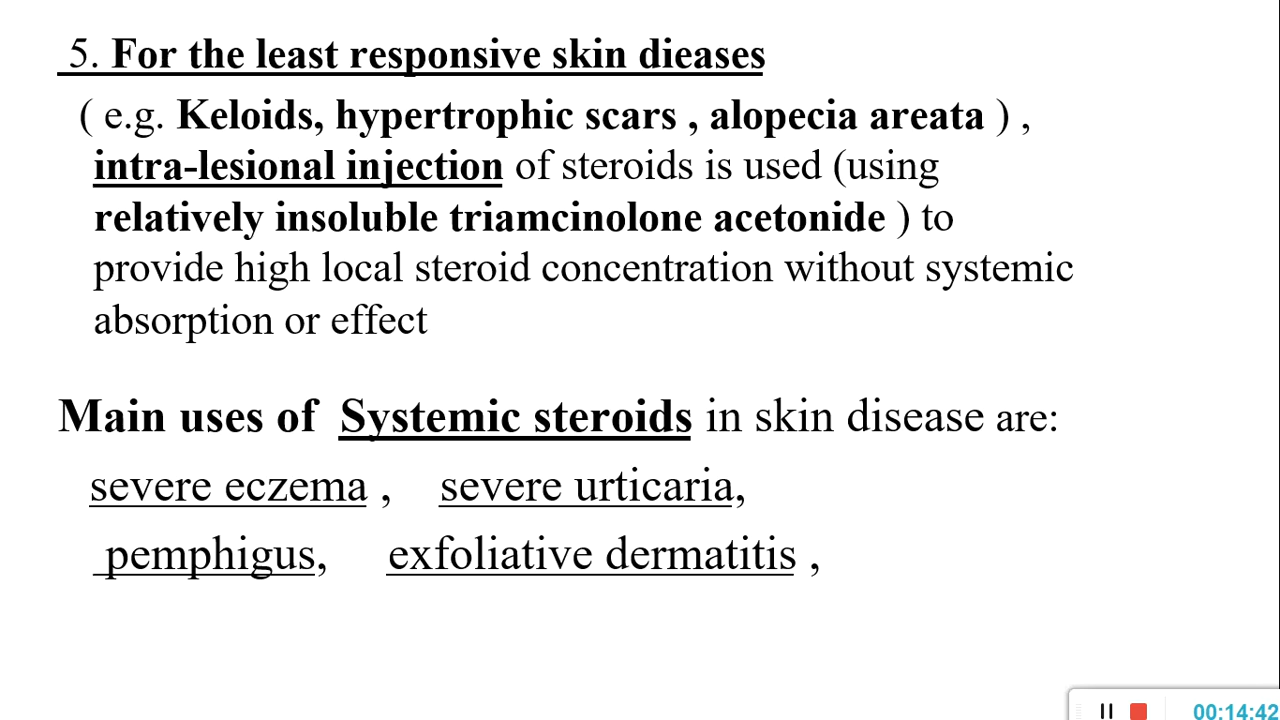 5. For the least responsive skin dieases
( e.g. Keloids, hypertrophic scars , alopecia areata ) ,
intra-lesional injection of steroids is used (using
relatively insoluble triamcinolone acetonide ) to
provide high local steroid concentration without systemic
absorption or effect
Main uses of Systemic steroids in skin disease are:
severe eczema , severe urticaria,
pemphigus, exfoliative dermatitis ,
00:14:42